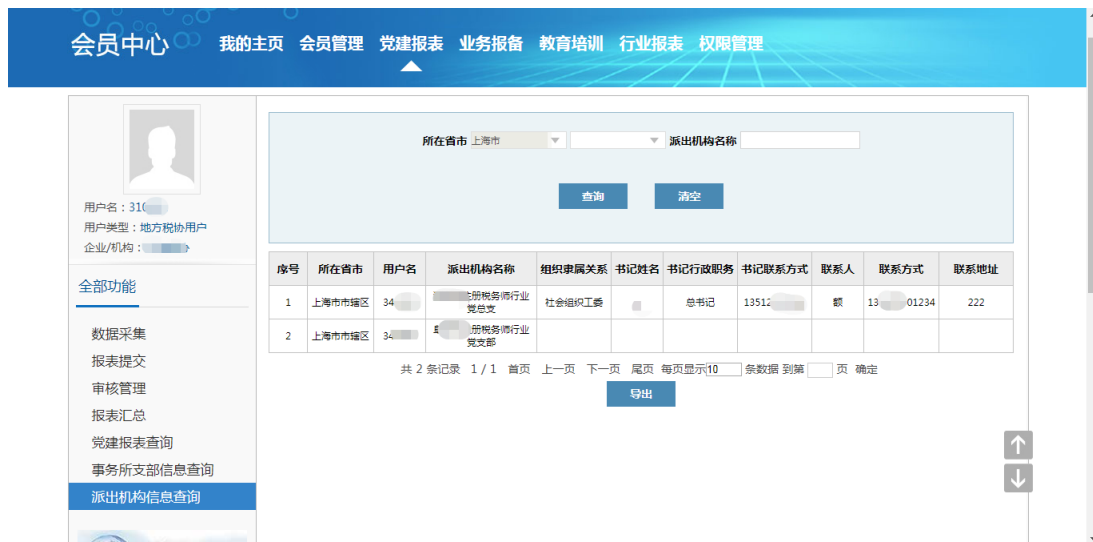 会员中心 我的主页 会员管理 党建报表 业务报备 教育培训 行业报表 权限管理
用户名：310
用户类型：地方税协用户
企业/机构：
全部功能
数据采集
报表提交
审核管理
报表汇总
党建报表查询
事务所支部信息查询
派出机构信息查询
所在省市 上海市 派出机构名称
查询 清空
序号 所在省市 用户名 派出机构名称 组织隶属关系 书记姓名 书记行政职务 书记联系方式 联系人 联系方式 联系地址
1 上海市市辖区 34 册税务师行业 社会组织工委 总书记 13512 额 13 01234 222
党总支
2 上海市市辖区 34 册税务师行业
党支部
共 2 条记录 1 / 1 首页 上一页 下一页 尾页 每页显示 10 条数据 到第 页 确定
导出